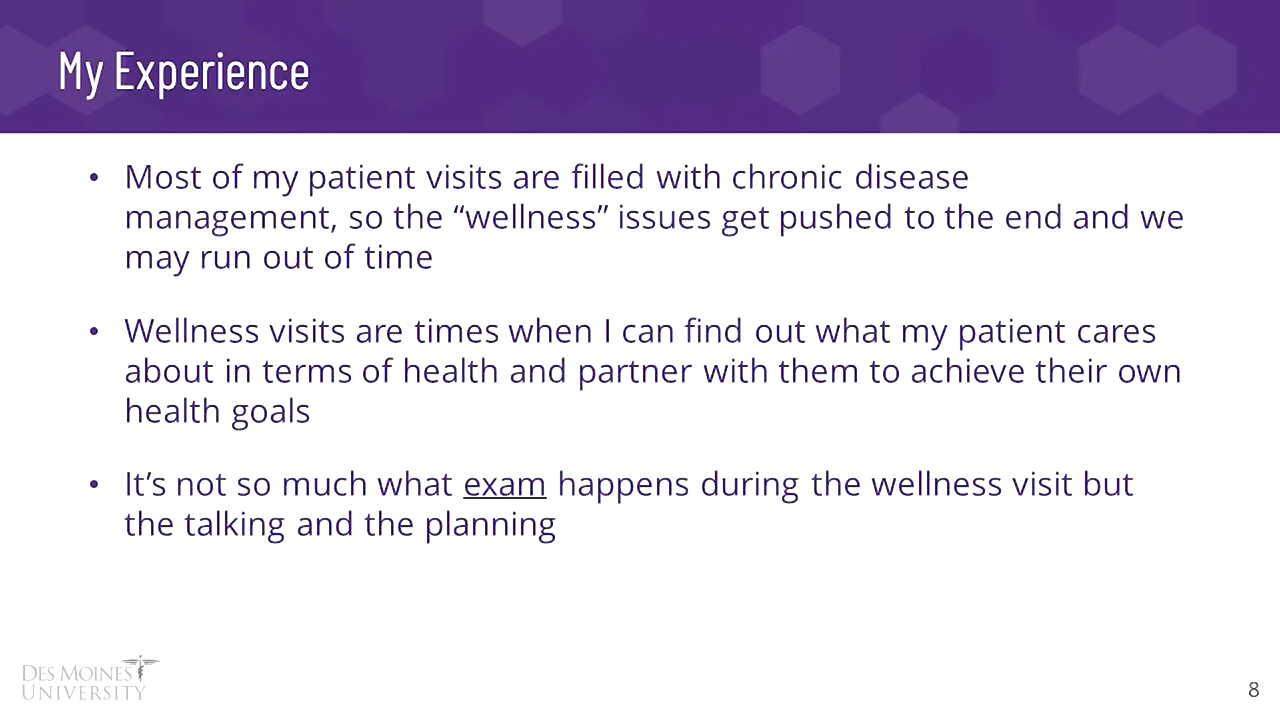 My Experience
• Most of my patient visits are filled with chronic disease
management, so the “wellness” issues get pushed to the end and we
may run out of time
• Wellness visits are times when I can find out what my patient cares
about in terms of health and partner with them to achieve their own
health goals
• It’s not so much what exam happens during the wellness visit but
the talking and the planning
DES MOINES
UNIVERSITY
8